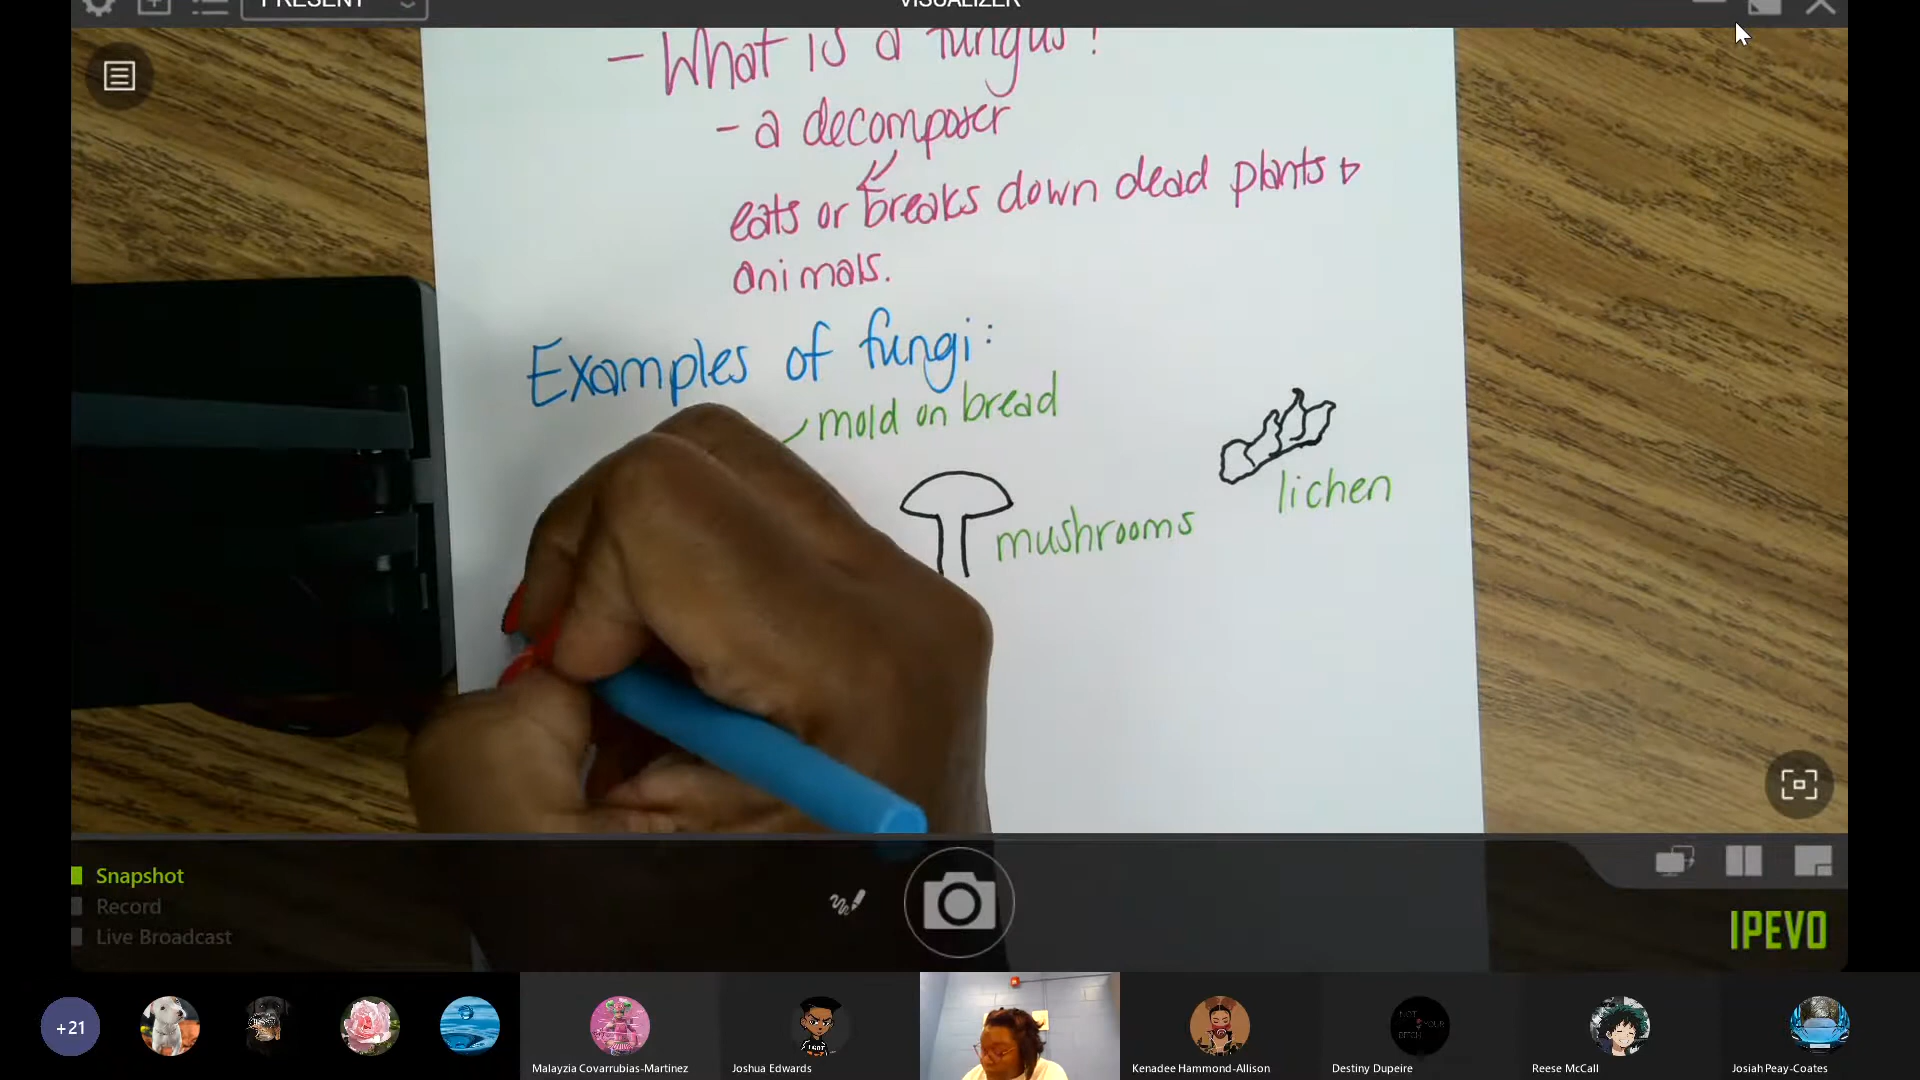 PRESENT
VISUALIZER
- What is a fungus?
- a decomposer
eats or breaks down dead plants &
animals.
Examples of fungi:
mold on bread
mushrooms
lichen
Snapshot
Record
Live Broadcast
IPEVO
+21
Malayzia Covarrubias-Martinez
Joshua Edwards
Kenadee Hammond-Allison
Destiny Dupeire
Reese McCall
Josiah Peay-Coates